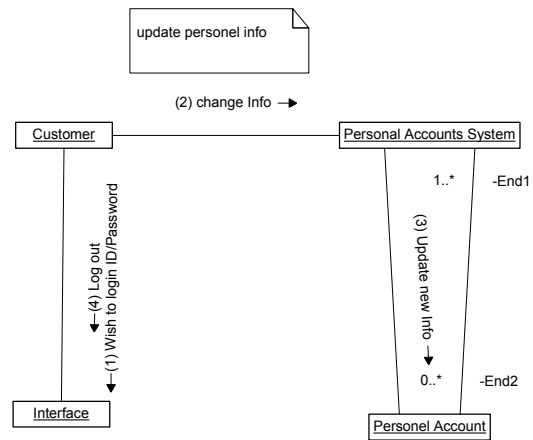 update personel info
(2) change Info
Customer
Personal Accounts System
1..*
-End1
(3) Update new Info
(4) Log out
(1) Wish to login ID/Password
0..*
-End2
Interface
Personel Account